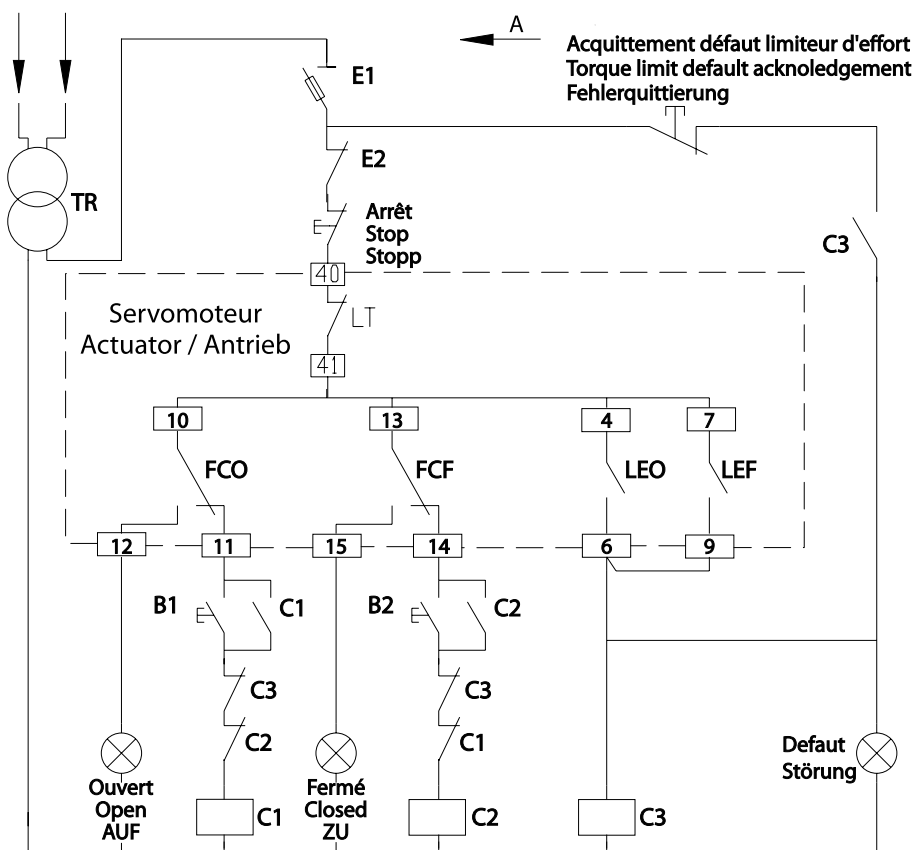 A
Acquittement défaut limiteur d'effort
Torque limit default acknoledgement
Fehlerquittierung
E1
E2
TR
Arrêt
Stop
Stopp
C3
40
Servomoteur
Actuator / Antrieb
LT
41
10
13
4
7
FCO
FCF
LEO
LEF
12
11
15
14
6
9
B1
C1
B2
C2
C3
C3
C2
C1
Ouvert
Open
AUF
Fermé
Closed
ZU
Defaut
Störung
C1
C2
C3